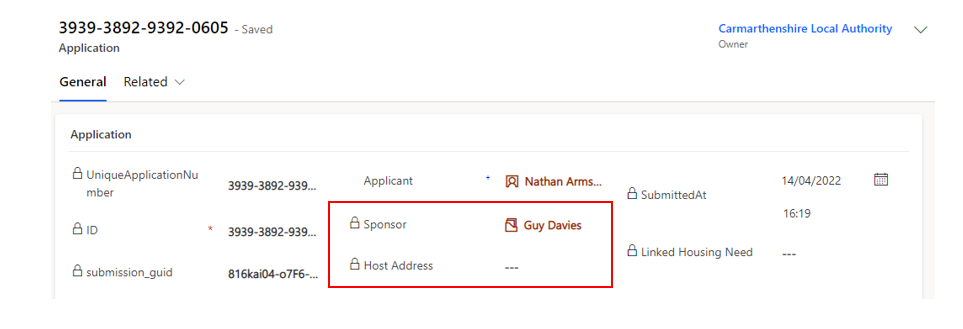 3939-3892-9392-0605 - Saved
Application
Carmarthenshire Local Authority
Owner
General Related
Application
UniqueApplicationNu
mber
3939-3892-939...
ID * 3939-3892-939...
submission_guid 816kai04-o7F6-...
Applicant + Nathan Arms...
Sponsor Guy Davies
Host Address ---
SubmittedAt 14/04/2022
16:19
Linked Housing Need ---